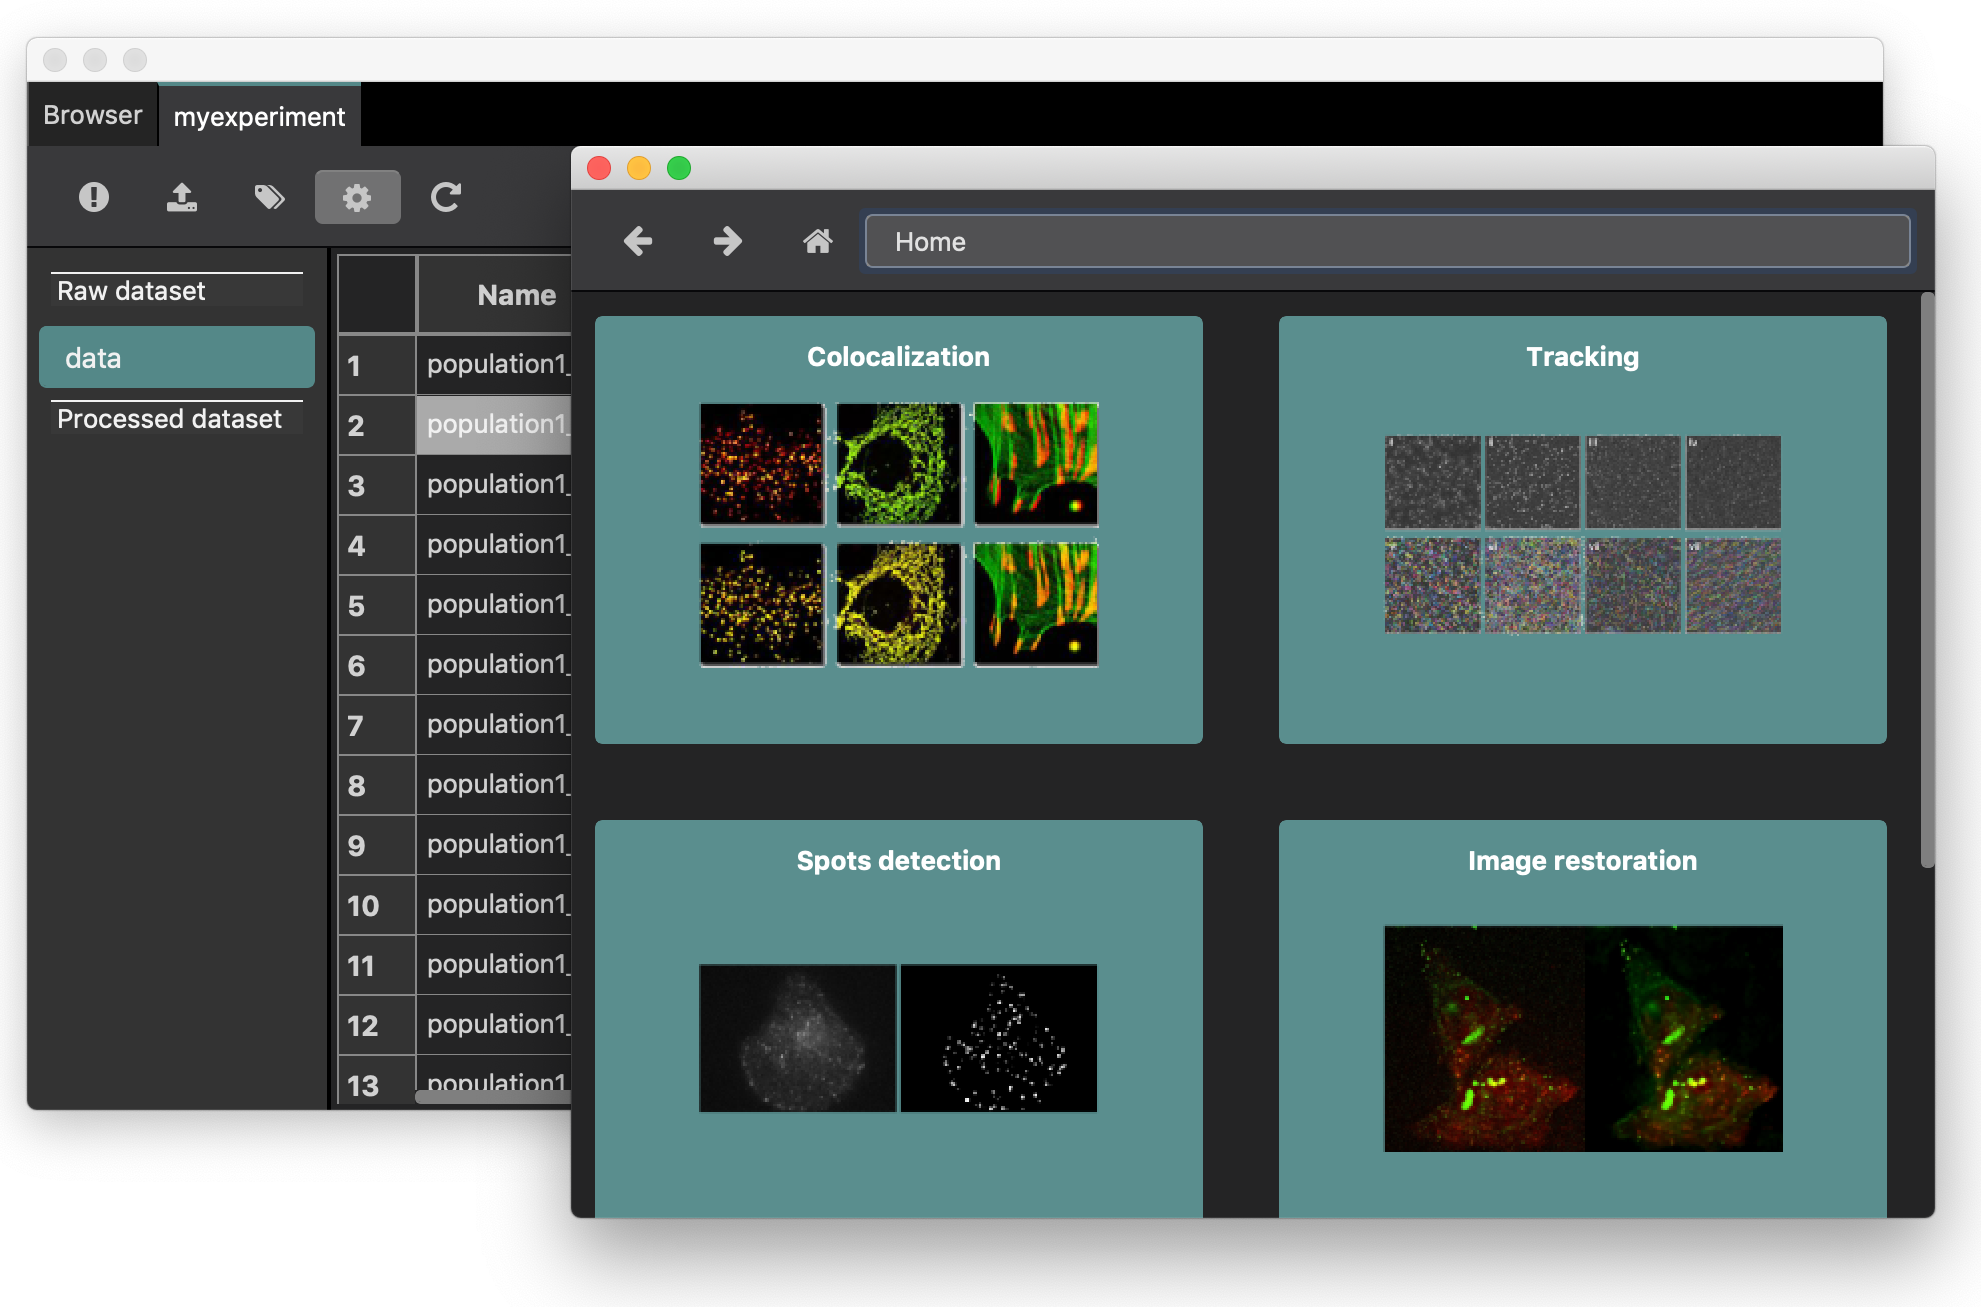 Browser
myexperiment
Raw dataset
data
Processed dataset
Name
1 population1_
2 population1_
3 population1_
4 population1_
5 population1_
6 population1_
7 population1_
8 population1_
9 population1_
10 population1_
11 population1_
12 population1_
13 population1_
Home
Colocalization
Tracking
Spots detection
Image restoration